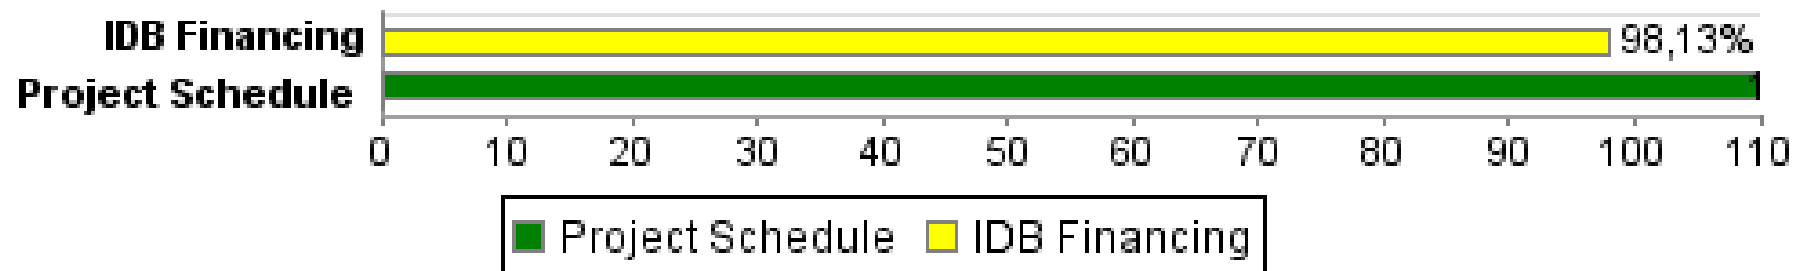 IDB Financing 98,13%
Project Schedule
0 10 20 30 40 50 60 70 80 90 100 110
Project Schedule IDB Financing